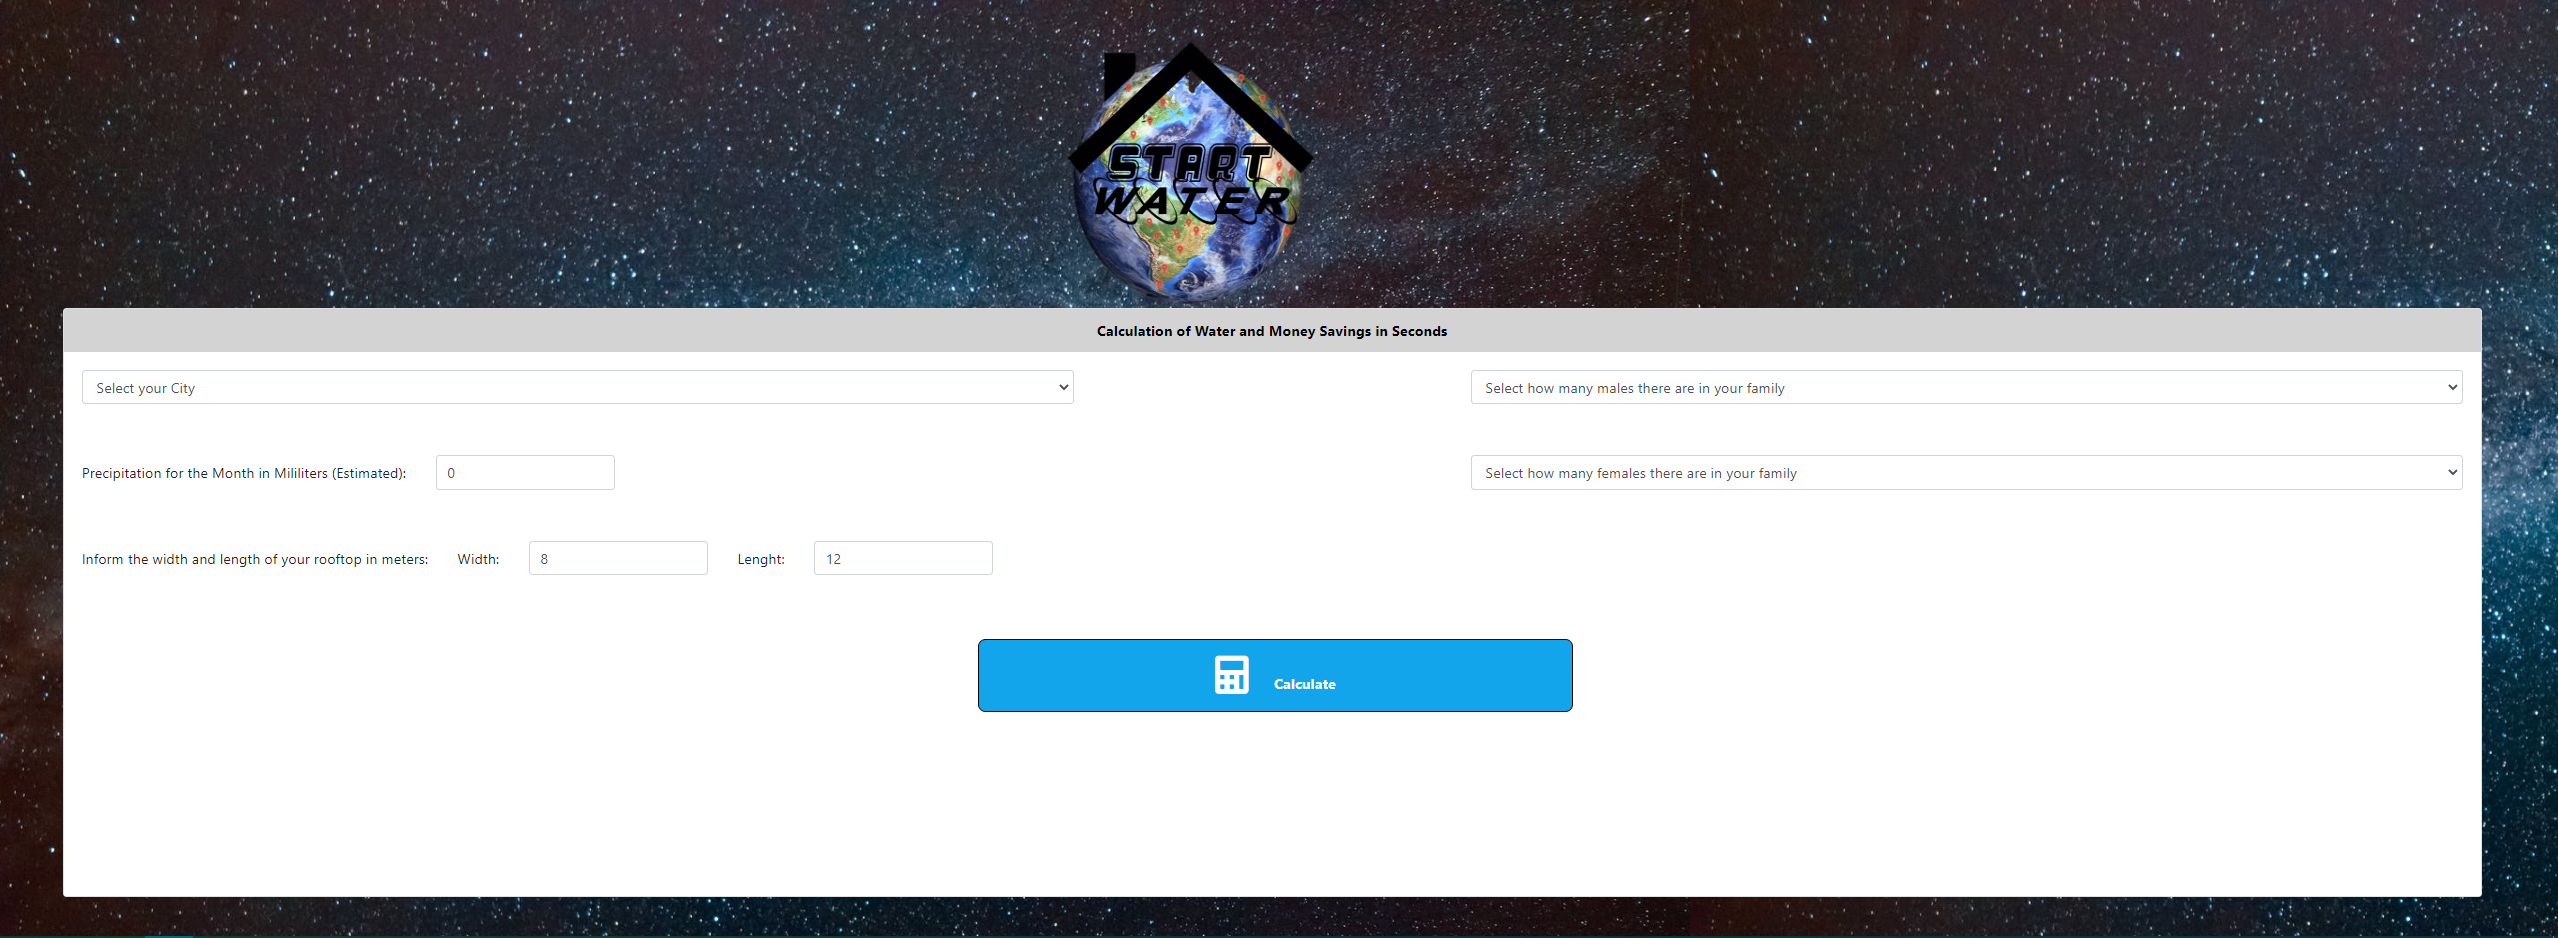 START
WATER
Calculation of Water and Money Savings in Seconds
Select your City
Select how many males there are in your family
Precipitation for the Month in Mililiters (Estimated): 0
Select how many females there are in your family
Inform the width and length of your rooftop in meters: Width: 8 Lenght: 12
Calculate